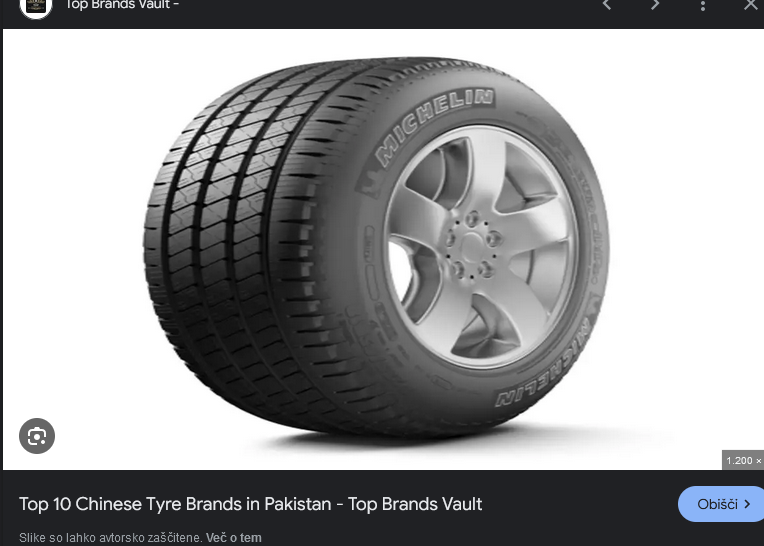 Top Brands Vault -
MICHELIN
MICHELIN
1.200 ×
Top 10 Chinese Tyre Brands in Pakistan - Top Brands Vault
Obišči
Slike so lahko avtorsko zaščitene. Več o tem